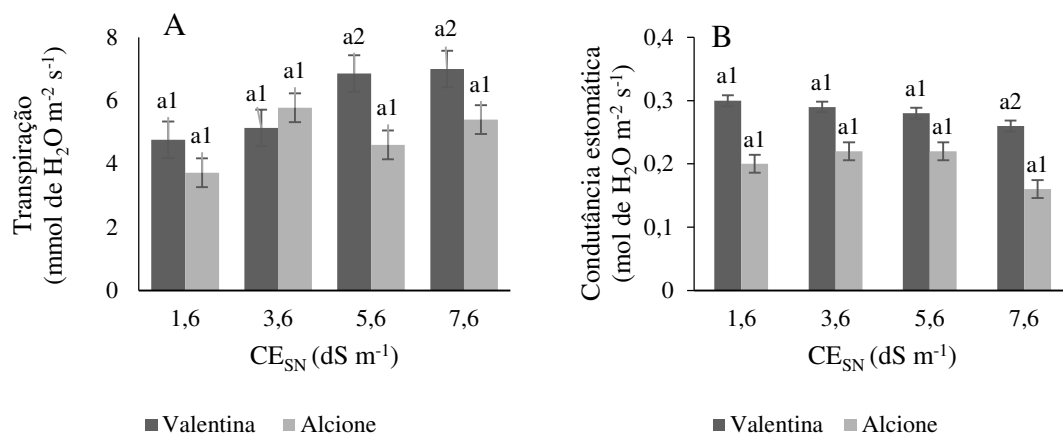 A
Transpiração
(mmol de H₂O m⁻² s⁻¹)
8
6
4
2
0
a1
a1
a1
a1
a2
a1
a2
a1
1,6
3,6
5,6
7,6
CE_SN (dS m⁻¹)
Valentina
Alcione
B
Condutância estomática
(mol de H₂O m⁻² s⁻¹)
0,4
0,3
0,2
0,1
0
a1
a1
a1
a1
a1
a1
a2
a1
1,6
3,6
5,6
7,6
CE_SN (dS m⁻¹)
Valentina
Alcione